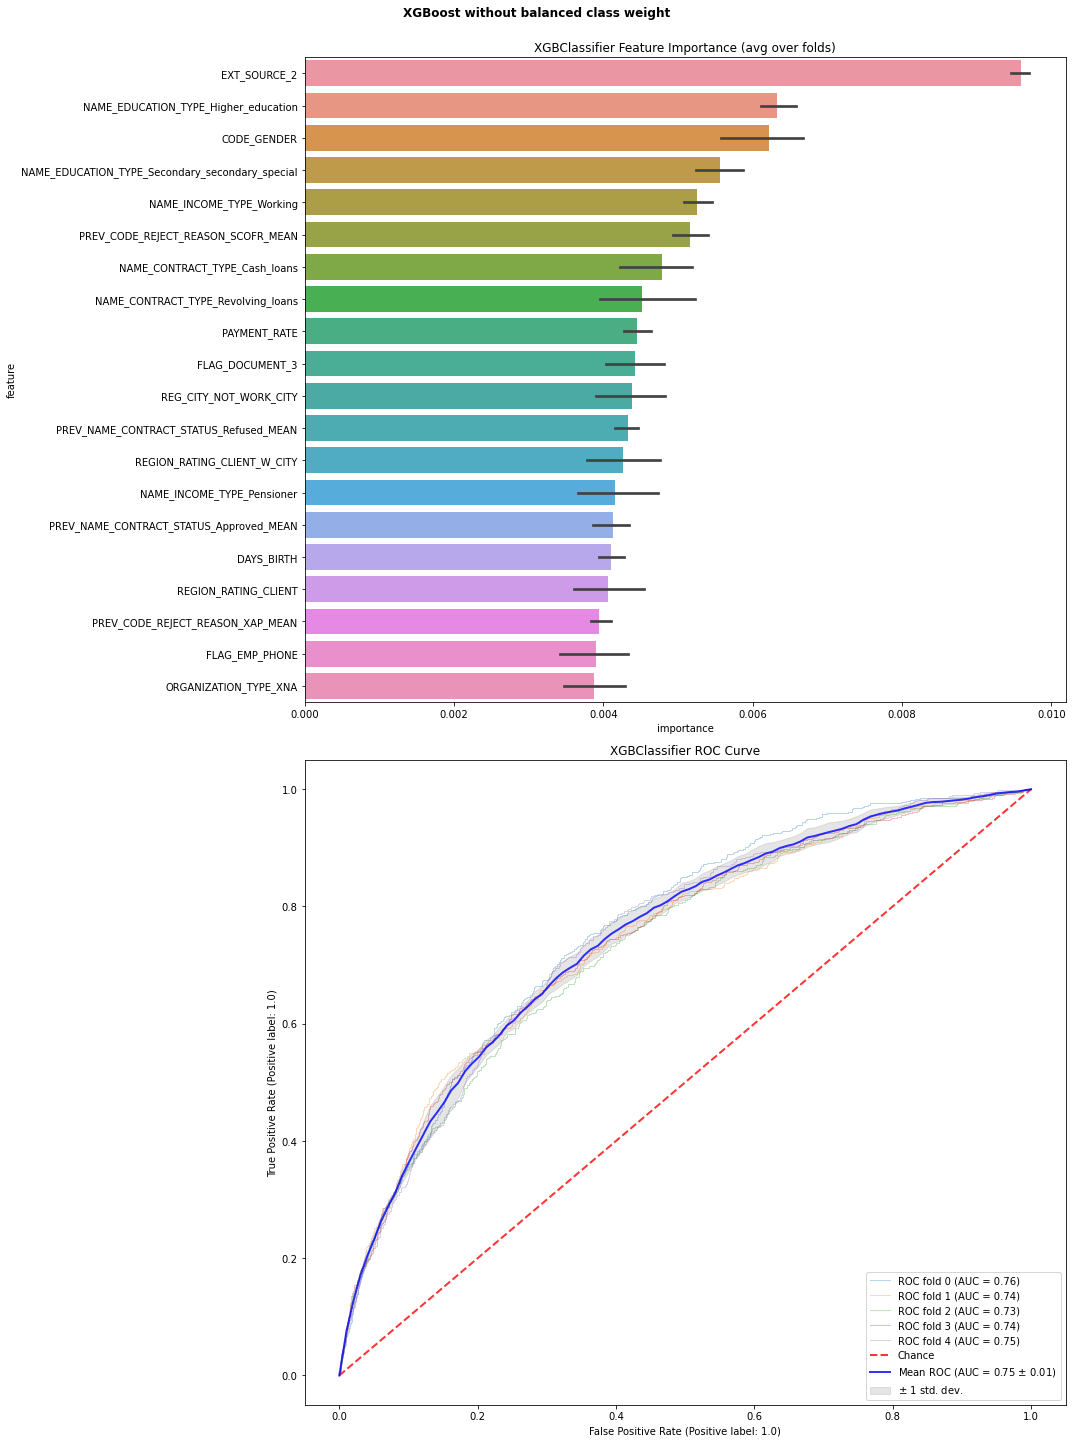 XGBoost without balanced class weight
XGBClassifier Feature Importance (avg over folds)
feature
EXT_SOURCE_2
NAME_EDUCATION_TYPE_Higher_education
CODE_GENDER
NAME_EDUCATION_TYPE_Secondary_secondary_special
NAME_INCOME_TYPE_Working
PREV_CODE_REJECT_REASON_SCOFR_MEAN
NAME_CONTRACT_TYPE_Cash_loans
NAME_CONTRACT_TYPE_Revolving_loans
PAYMENT_RATE
FLAG_DOCUMENT_3
REG_CITY_NOT_WORK_CITY
PREV_NAME_CONTRACT_STATUS_Refused_MEAN
REGION_RATING_CLIENT_W_CITY
NAME_INCOME_TYPE_Pensioner
PREV_NAME_CONTRACT_STATUS_Approved_MEAN
DAYS_BIRTH
REGION_RATING_CLIENT
PREV_CODE_REJECT_REASON_XAP_MEAN
FLAG_EMP_PHONE
ORGANIZATION_TYPE_XNA
0.000 0.002 0.004 0.006 0.008 0.010
importance
XGBClassifier ROC Curve
True Positive Rate (Positive label: 1.0)
1.0
0.8
0.6
0.4
0.2
0.0
ROC fold 0 (AUC = 0.76)
ROC fold 1 (AUC = 0.74)
ROC fold 2 (AUC = 0.73)
ROC fold 3 (AUC = 0.74)
ROC fold 4 (AUC = 0.75)
Chance
Mean ROC (AUC = 0.75 ± 0.01)
± 1 std. dev.
0.0 0.2 0.4 0.6 0.8 1.0
False Positive Rate (Positive label: 1.0)